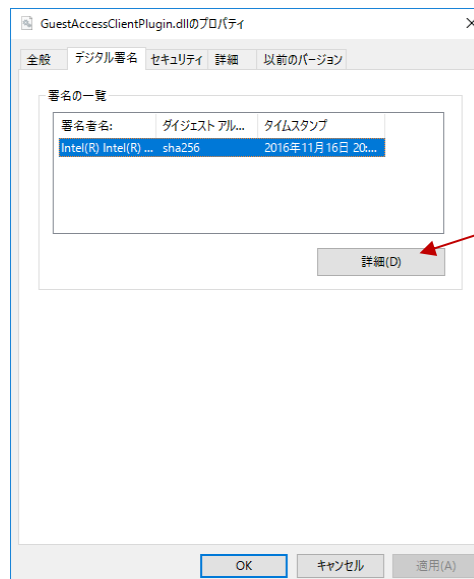 GuestAccessClientPlugin.dllのプロパティ
全般 デジタル署名 セキュリティ 詳細 以前のバージョン
署名の一覧
署名者名: ダイジェスト アル... タイムスタンプ
Intel(R) Intel(R) ... sha256 2016年11月16日 20:...
詳細(D)
OK キャンセル 適用(A)